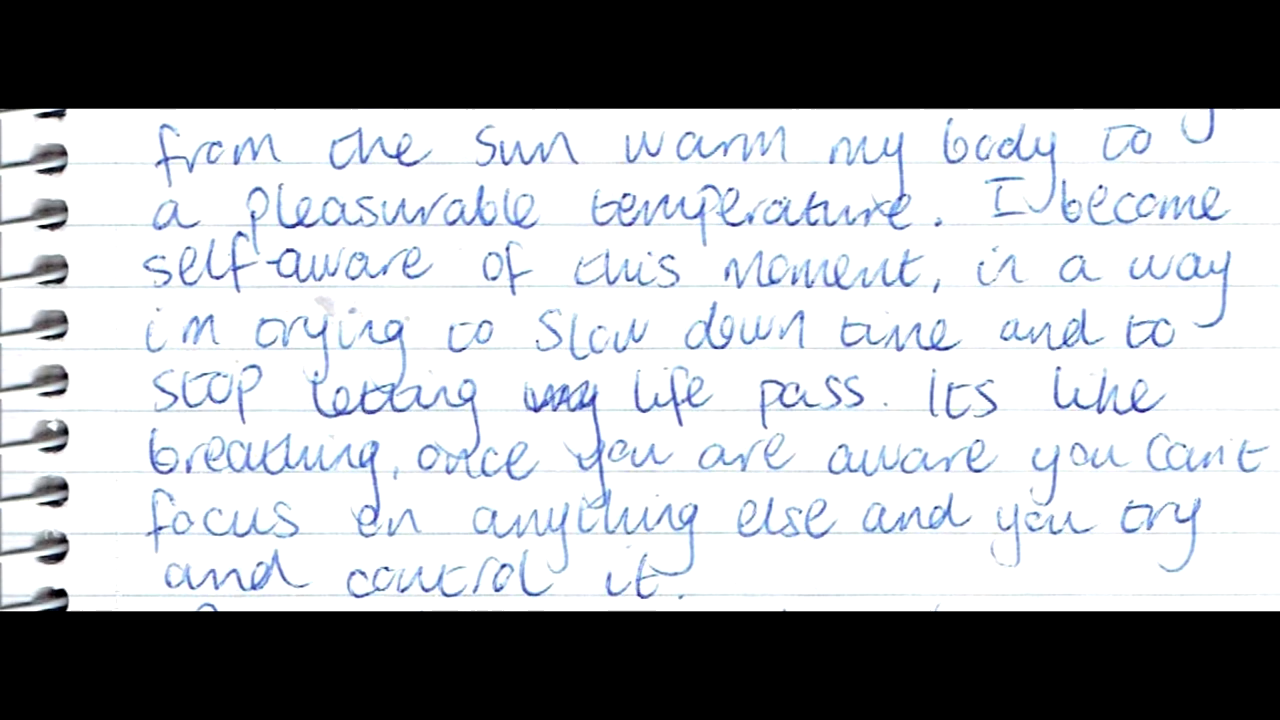 from the sun warm my body to
a pleasurable temperature. I become
self-aware of this moment, in a way
im trying to slow down time and to
stop letting life pass. Its like
breathing, once you are aware you can't
focus on anything else and you try
and control it.